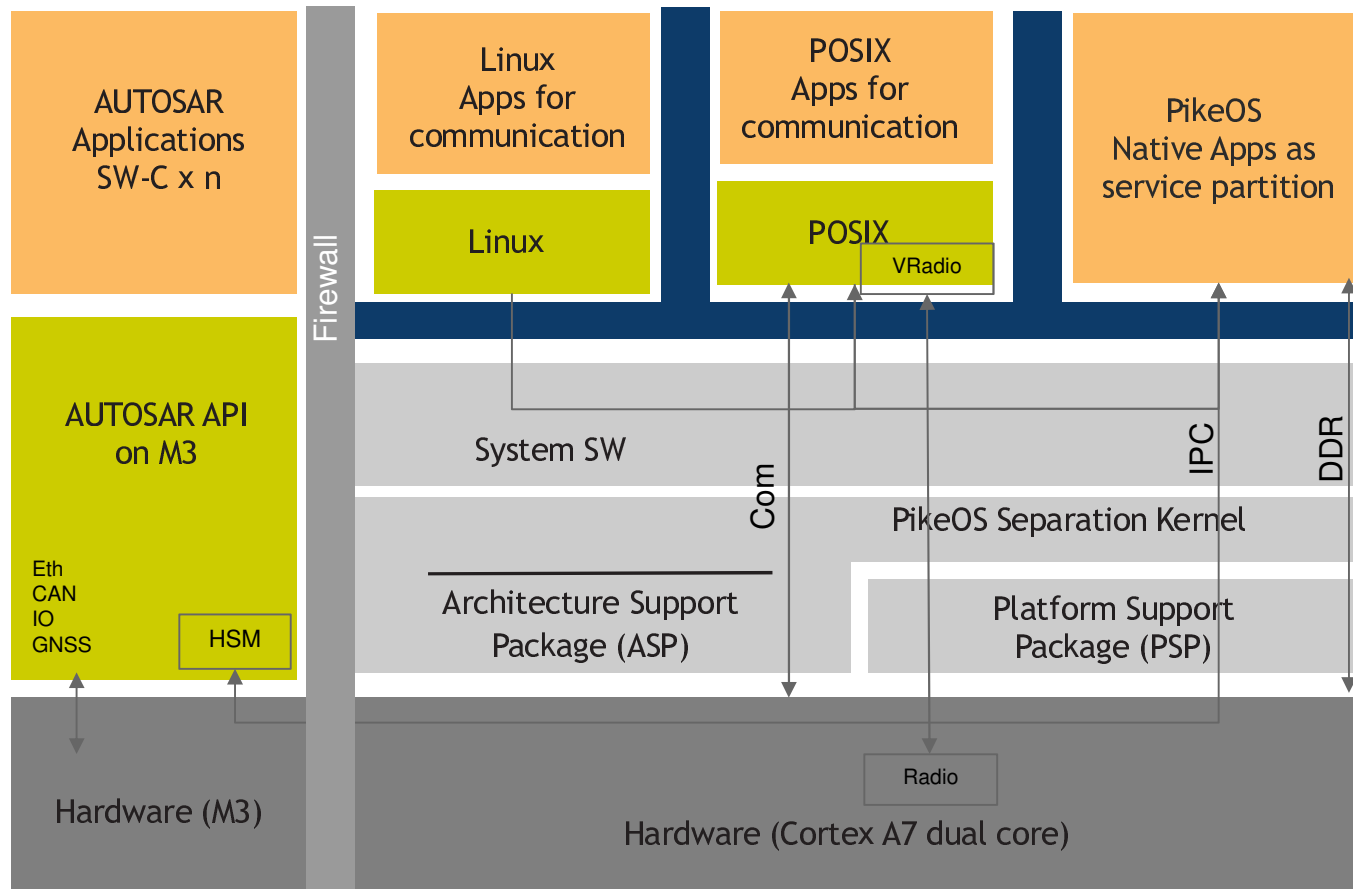 AUTOSAR
Applications
SW-C x n
Linux
Apps for
communication
POSIX
Apps for
communication
PikeOS
Native Apps as
service partition
Linux
POSIX
VRadio
Firewall
AUTOSAR API
on M3
Eth
CAN
IO
GNSS
HSM
System SW
Com
IPC
DDR
PikeOS Separation Kernel
Architecture Support
Package (ASP)
Platform Support
Package (PSP)
Radio
Hardware (M3)
Hardware (Cortex A7 dual core)